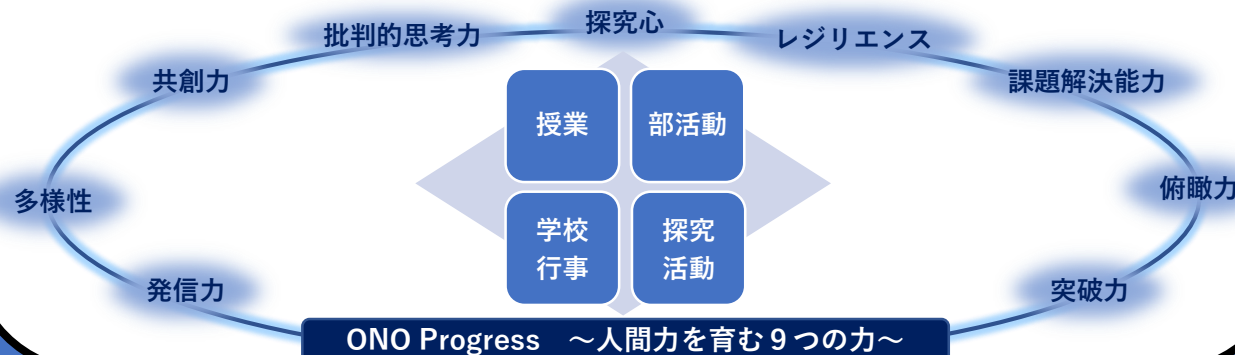 探究心
批判的思考力
レジリエンス
共創力
課題解決能力
授業
部活動
多様性
俯瞰力
学校
行事
探究
活動
発信力
突破力
ONO Progress　～人間力を育む９つの力～